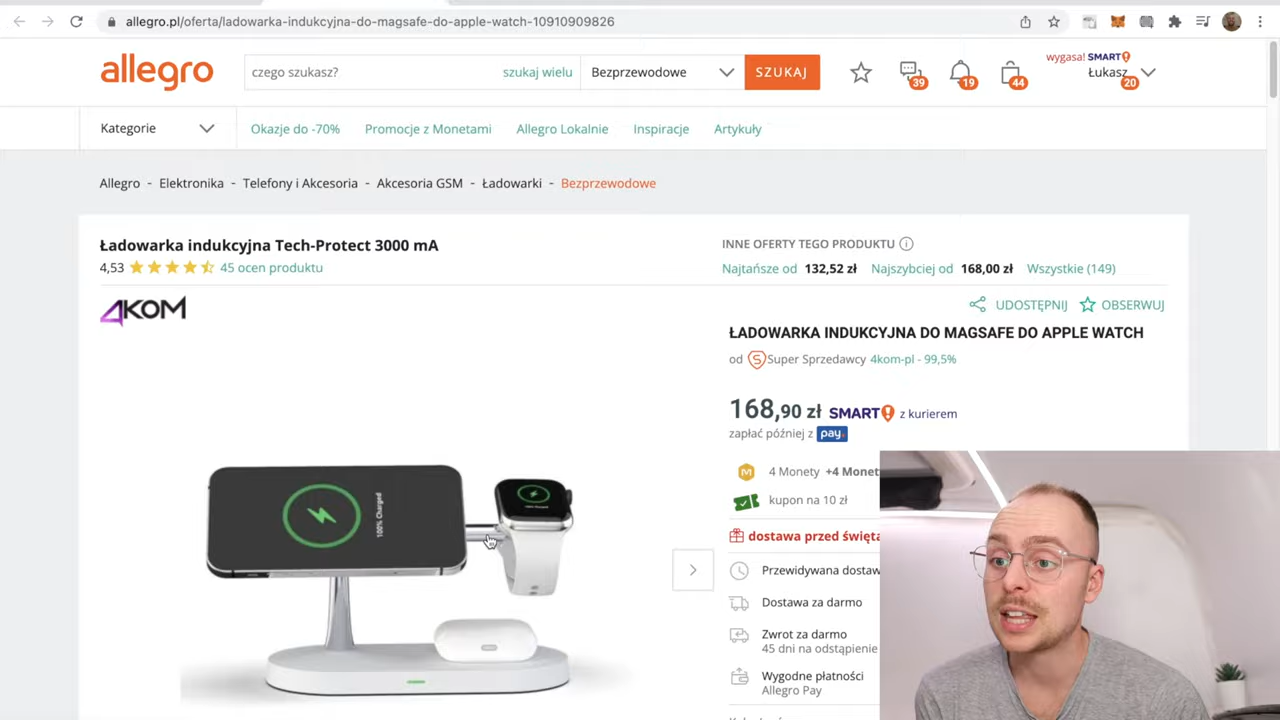 allegro.pl/oferta/ladowarka-indukcyjna-do-magsafe-do-apple-watch-10910909826
allegro
czego szukasz?
szukaj wielu
Bezprzewodowe
SZUKAJ
39
19
44
wygasa! SMART!
Łukasz
20
Kategorie
Okazje do -70%
Promocje z Monetami
Allegro Lokalnie
Inspiracje
Artykuły
Allegro - Elektronika - Telefony i Akcesoria - Akcesoria GSM - Ładowarki - Bezprzewodowe
Ładowarka indukcyjna Tech-Protect 3000 mA
4,53 45 ocen produktu
4KOM
100% Charged
INNE OFERTY TEGO PRODUKTU
Najtańsze od 132,52 zł Najszybciej od 168,00 zł Wszystkie (149)
UDOSTĘPNIJ OBSERWUJ
ŁADOWARKA INDUKCYJNA DO MAGSAFE DO APPLE WATCH
od Super Sprzedawcy 4kom-pl - 99,5%
168,90 zł SMART! z kurierem
zapłać później z pay
4 Monety +4 Monet
kupon na 10 zł
dostawa przed święta
Przewidywana dostaw
Dostawa za darmo
Zwrot za darmo
45 dni na odstąpienie
Wygodne płatności
Allegro Pay